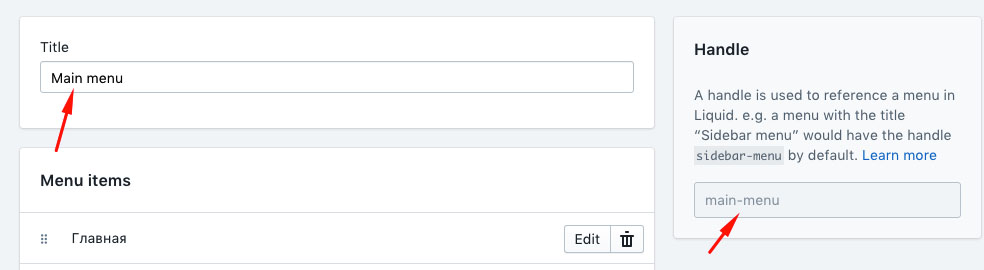 Title
Main menu
Menu items
Главная
Edit
Handle
A handle is used to reference a menu in
Liquid. e.g. a menu with the title
“Sidebar menu” would have the handle
sidebar-menu by default. Learn more
main-menu